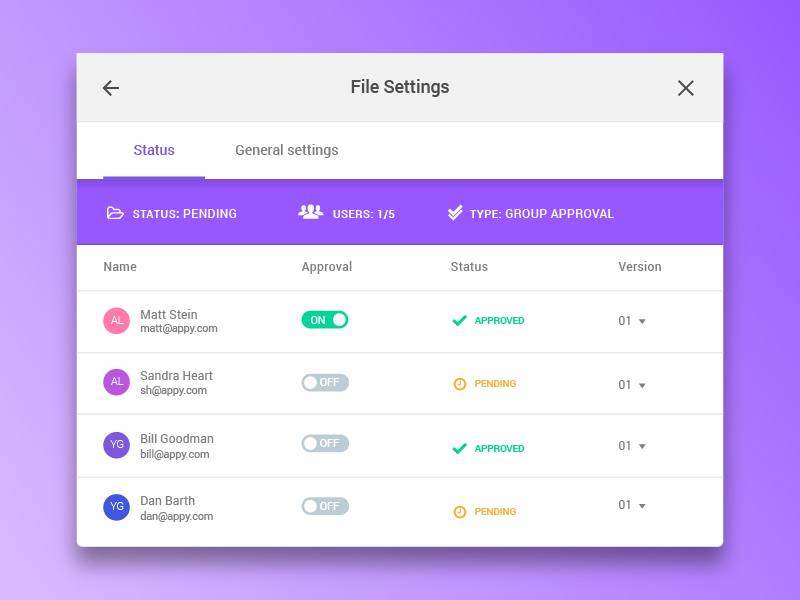 File Settings
Status General settings
STATUS: PENDING USERS: 1/5 TYPE: GROUP APPROVAL
Name Approval Status Version
AL Matt Stein ON APPROVED 01
matt@appy.com
AL Sandra Heart OFF PENDING 01
sh@appy.com
YG Bill Goodman OFF APPROVED 01
bill@appy.com
YG Dan Barth OFF PENDING 01
dan@appy.com